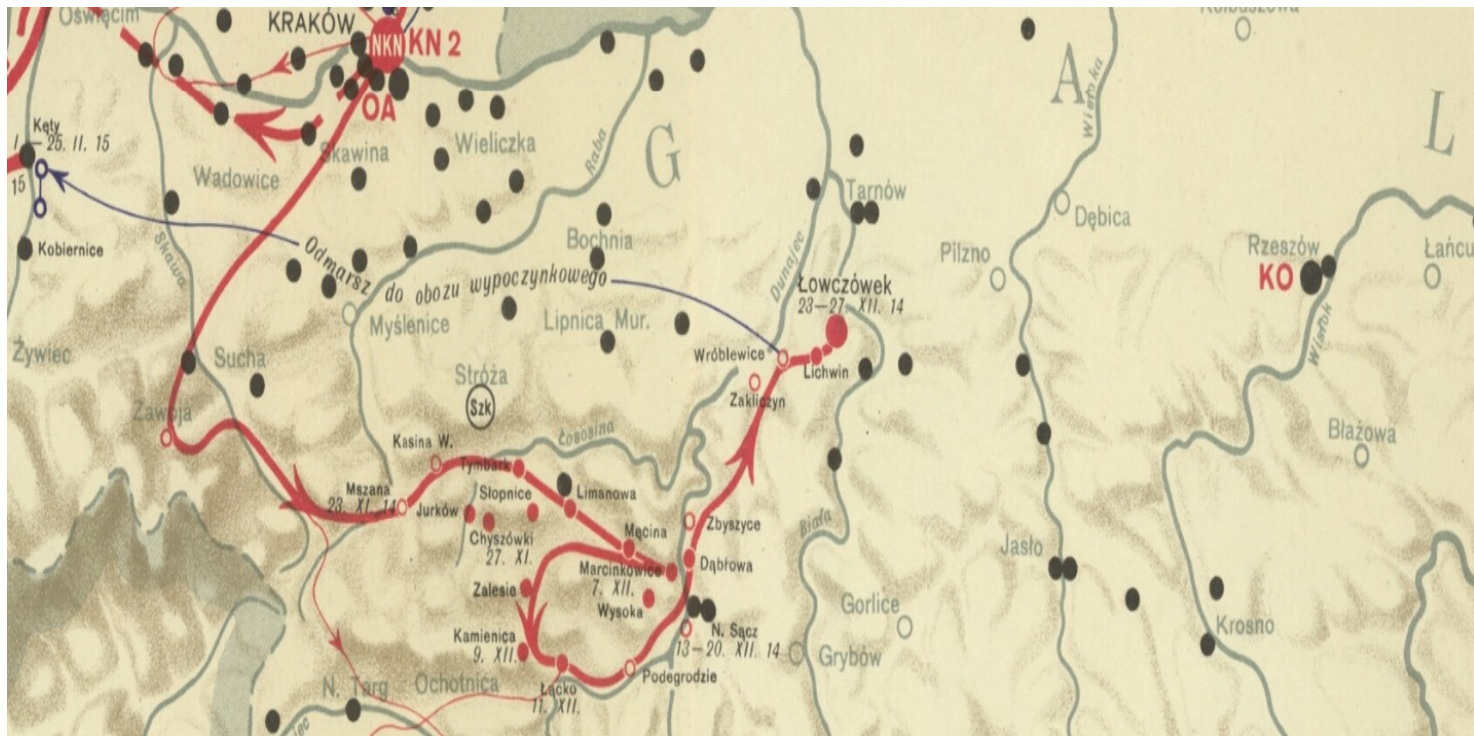 Oświęcim
KRAKÓW
NKN
KN 2
OA
Kolbuszowa
A
Wisłoka
L
Kęty
I — 25. II. 15
15
Skawina
Wieliczka
Raba
G
Wadowice
Tarnów
Dębica
Kobiernice
Skawa
Bochnia
Dunajec
Pilzno
Rzeszów
KO
Łańcu
Odmarsz do obozu wypoczynkowego
Łowczówek
23—27. XII. 14
Myślenice
Lipnica Mur.
Wisłok
Żywiec
Sucha
Wróblewice
Lichwin
Stróża
Szk
Zakliczyn
Zawoja
Błażowa
Kasina W.
Łososina
Tymbark
Mszana
23. XI. 14
Jurków
Słopnice
Limanowa
Zbyszyce
Biała
Chyszówki
27. XI.
Męcina
Jasło
Marcinkowice
7. XII.
Dąbrowa
Zalesie
Wysoka
Gorlice
Kamienica
9. XII.
N. Sącz
13—20. XII. 14
Krosno
Grybów
Podegrodzie
N. Targ
Ochotnica
Łącko
11. XII.
ec